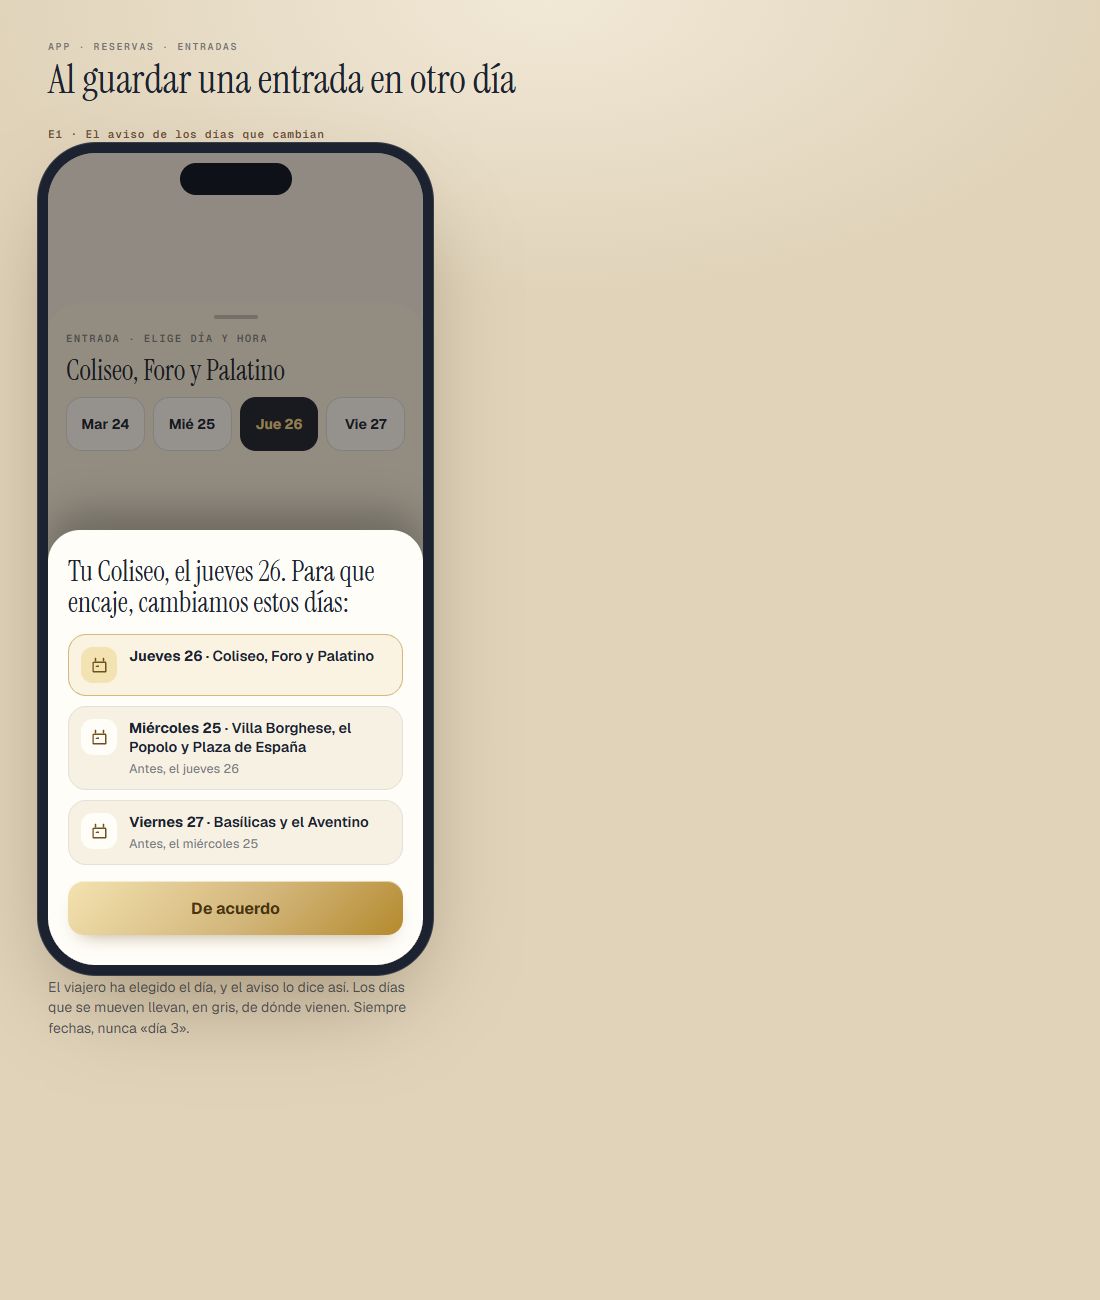 APP · RESERVAS · ENTRADAS
Al guardar una entrada en otro día
E1 · El aviso de los días que cambian
ENTRADA · ELIGE DÍA Y HORA
Coliseo, Foro y Palatino
Mar 24
Mié 25
Jue 26
Vie 27
Tu Coliseo, el jueves 26. Para que
encaje, cambiamos estos días:
Jueves 26 · Coliseo, Foro y Palatino
Miércoles 25 · Villa Borghese, el
Popolo y Plaza de España
Antes, el jueves 26
Viernes 27 · Basílicas y el Aventino
Antes, el miércoles 25
De acuerdo
El viajero ha elegido el día, y el aviso lo dice así. Los días
que se mueven llevan, en gris, de dónde vienen. Siempre
fechas, nunca «día 3».